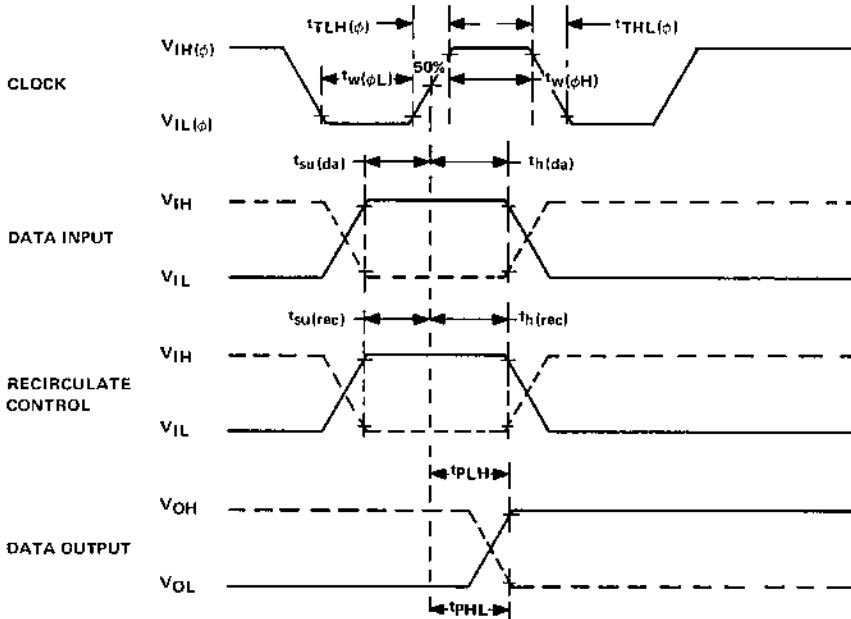 tTLH(ϕ) tTHL(ϕ)
VIH(ϕ)
50%
CLOCK tw(ϕL) tw(ϕH)
VIL(ϕ)
tsu(da) th(da)
VIH
DATA INPUT
VIL
tsu(rec) th(rec)
VIH
RECIRCULATE
CONTROL
VIL
tPLH
VOH
DATA OUTPUT
VOL
tPHL